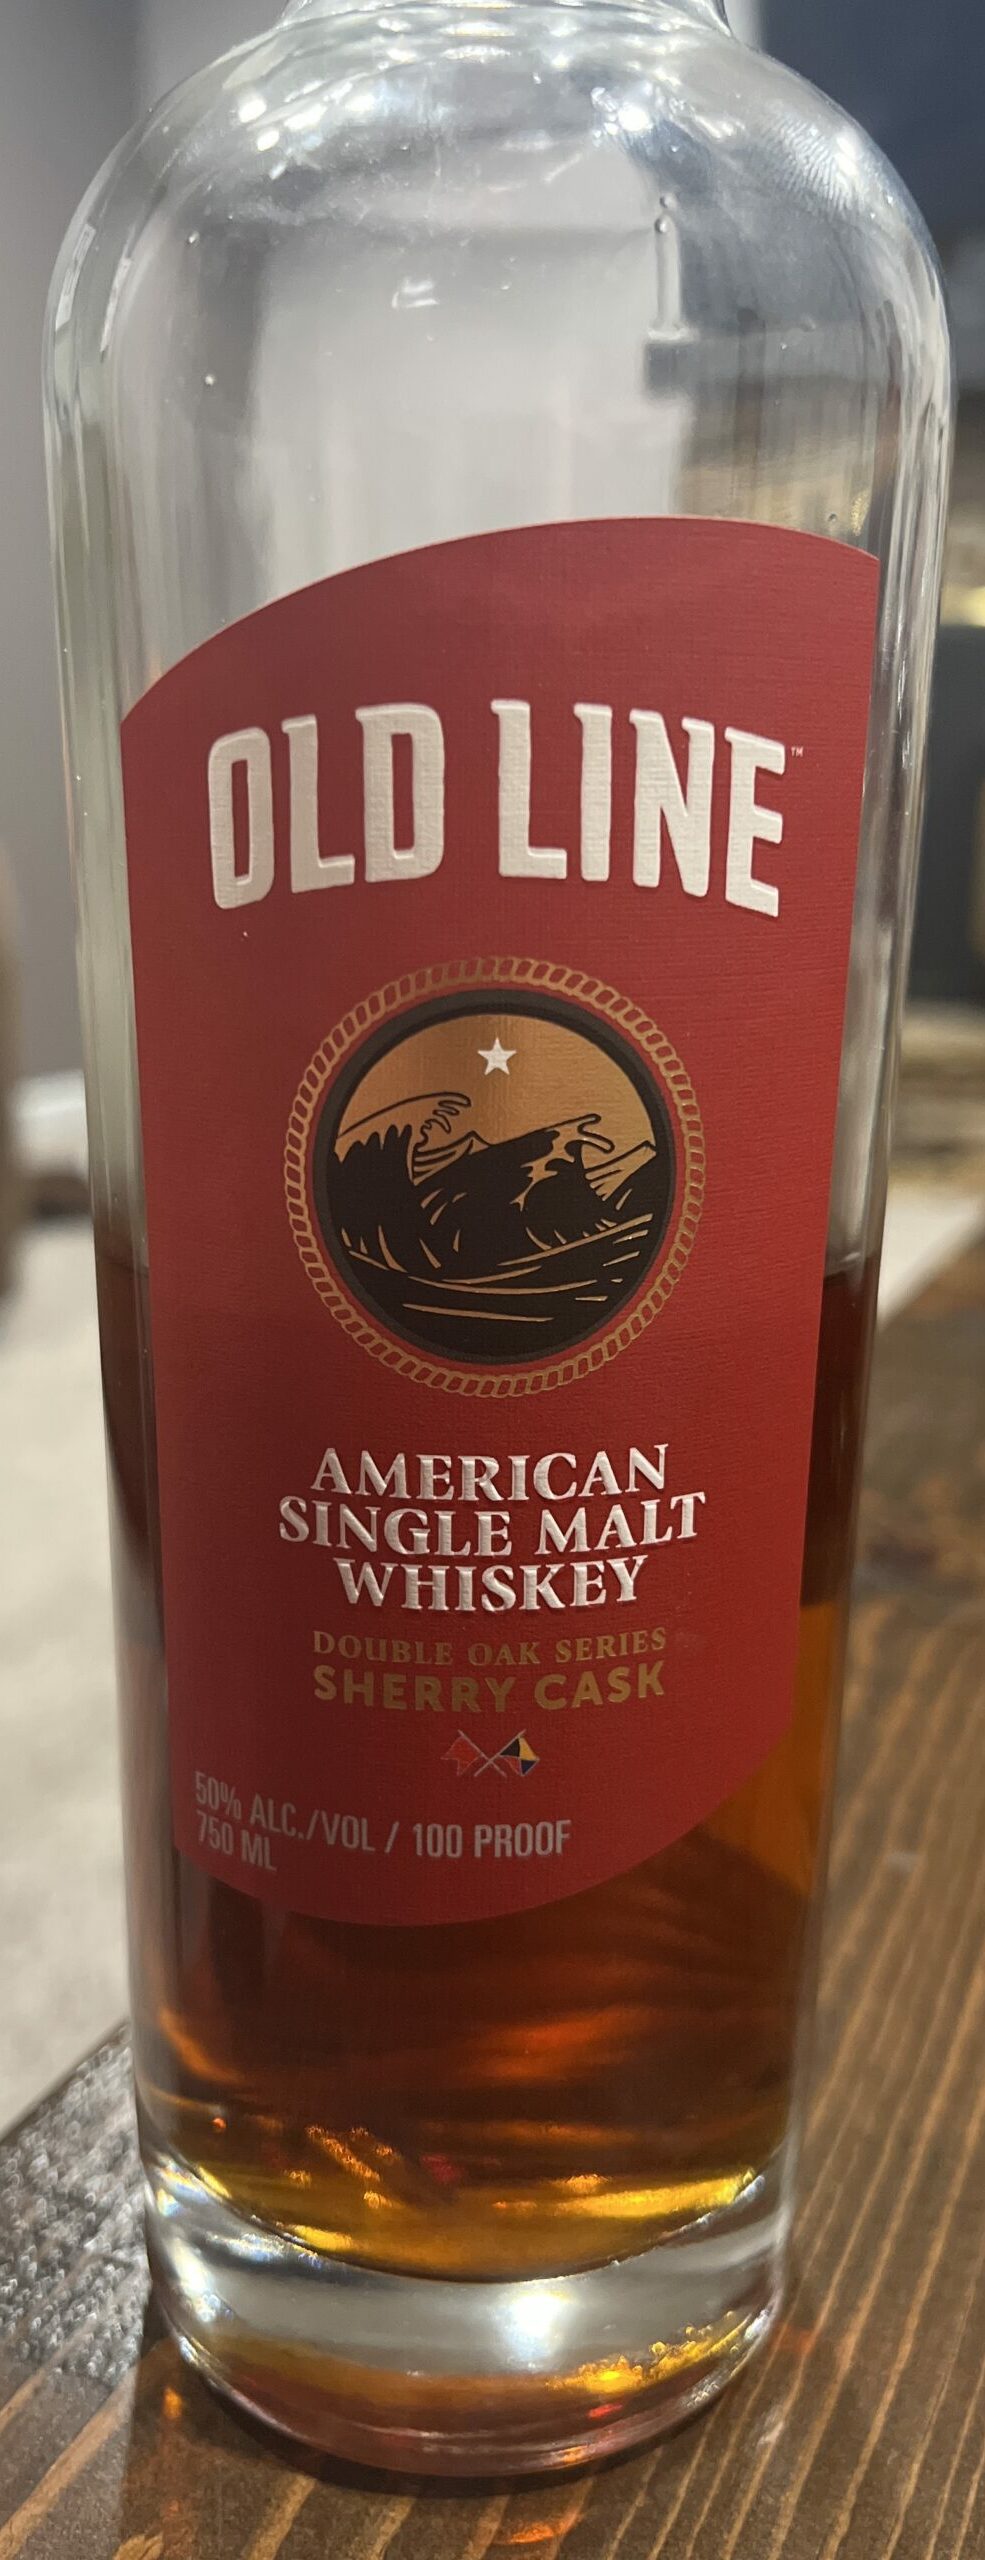 OLD LINE™
AMERICAN
SINGLE MALT
WHISKEY
DOUBLE OAK SERIES
SHERRY CASK
50% ALC./VOL / 100 PROOF
750 ML